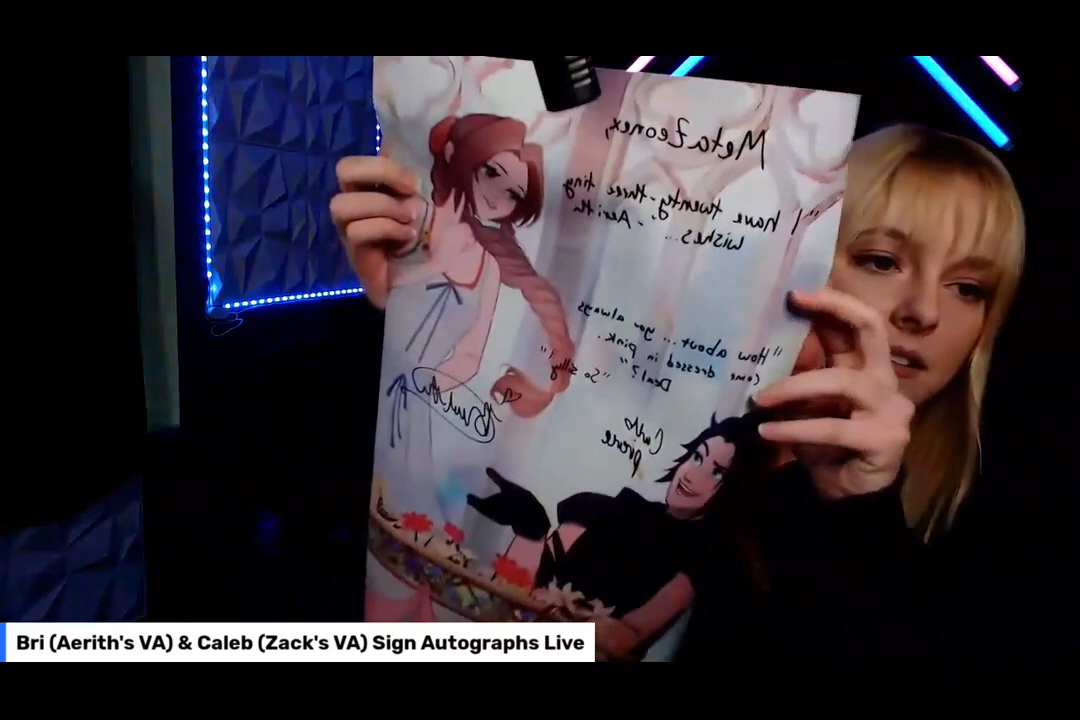 MetaZeonex,
"I have twenty-three tiny
wishes... - Aerith
"How about... you always
come dressed in pink.
Deal?" "So silly!"
Bri (Aerith's VA) & Caleb (Zack's VA) Sign Autographs Live